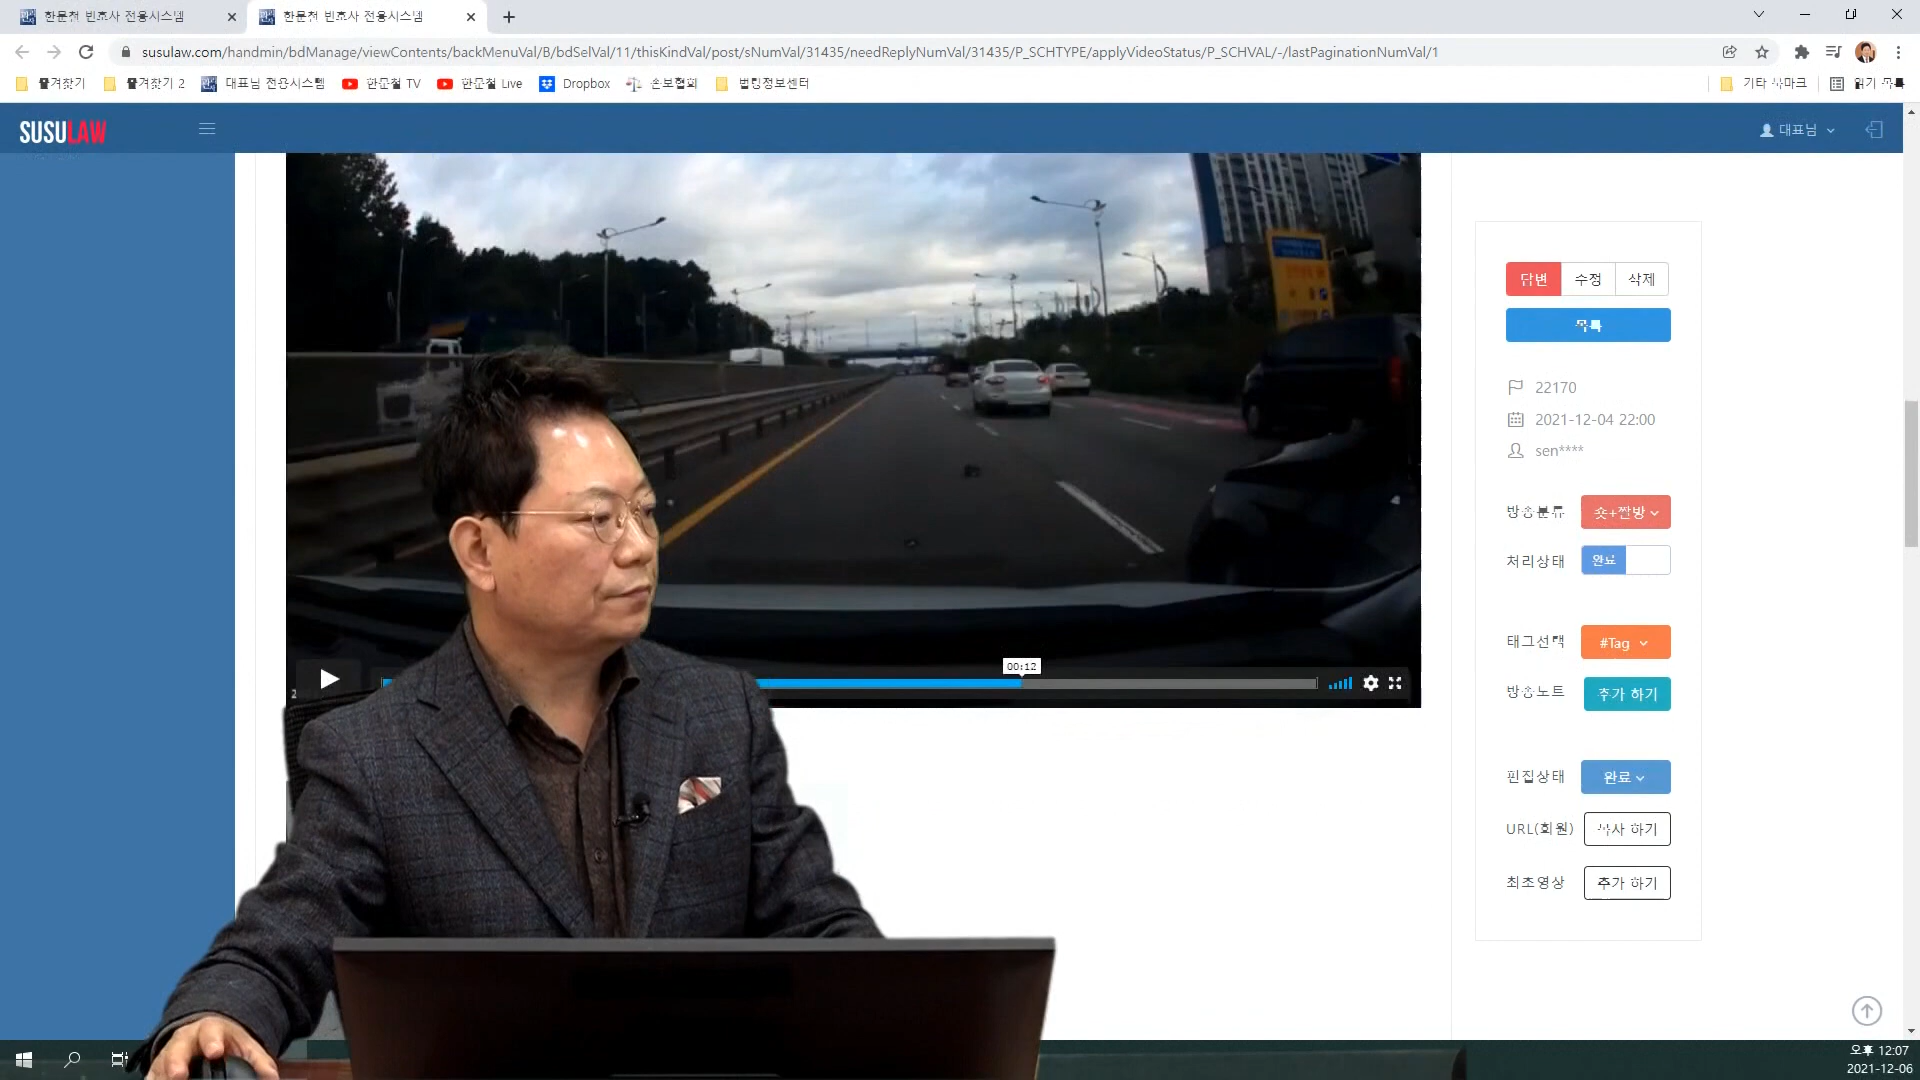 한문철 변호사 전용시스템
한문철 변호사 전용시스템
susulaw.com/handmin/bdManage/viewContents/backMenuVal/B/bdSelVal/11/thisKindVal/post/sNumVal/31435/needReplyNumVal/31435/P_SCHTYPE/applyVideoStatus/P_SCHVAL/-/lastPaginationNumVal/1
즐겨찾기
즐겨찾기 2
대표님 전용시스템
한문철 TV
한문철 Live
Dropbox
손보협회
법률정보센터
기타 북마크
읽기 목록
SUSULAW
대표님
답변
수정
삭제
목록
22170
2021-12-04 22:00
sen****
방송분류
숏+짤방
처리상태
완료
00:12
2
태그선택
#Tag
방송노트
추가 하기
편집상태
완료
URL(회원)
복사 하기
최초영상
추가 하기
오후 12:07
2021-12-06